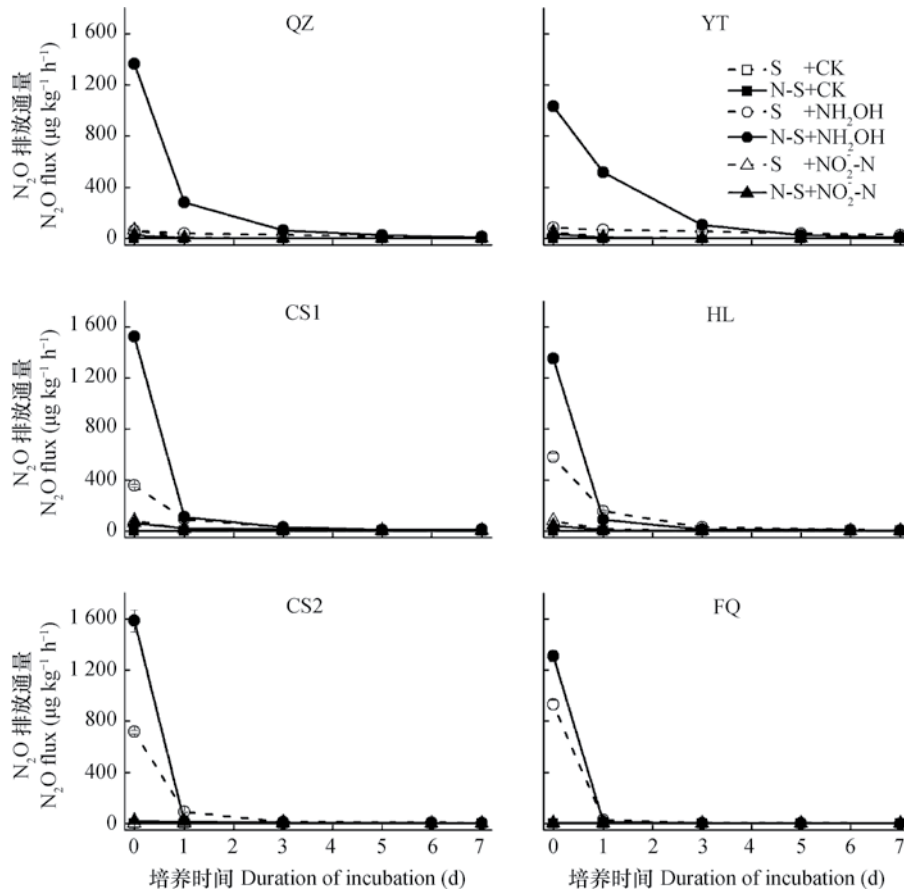 QZ
1 600
1 200
800
400
0
N₂O 排放通量
N₂O flux (μg kg⁻¹ h⁻¹)
YT
S +CK
N-S+CK
S +NH₂OH
N-S+NH₂OH
S +NO₂⁻-N
N-S+NO₂⁻-N
CS1
1 600
1 200
800
400
0
N₂O 排放通量
N₂O flux (μg kg⁻¹ h⁻¹)
HL
CS2
1 600
1 200
800
400
0
N₂O 排放通量
N₂O flux (μg kg⁻¹ h⁻¹)
FQ
0 1 2 3 4 5 6 7
培养时间 Duration of incubation (d)
0 1 2 3 4 5 6 7
培养时间 Duration of incubation (d)